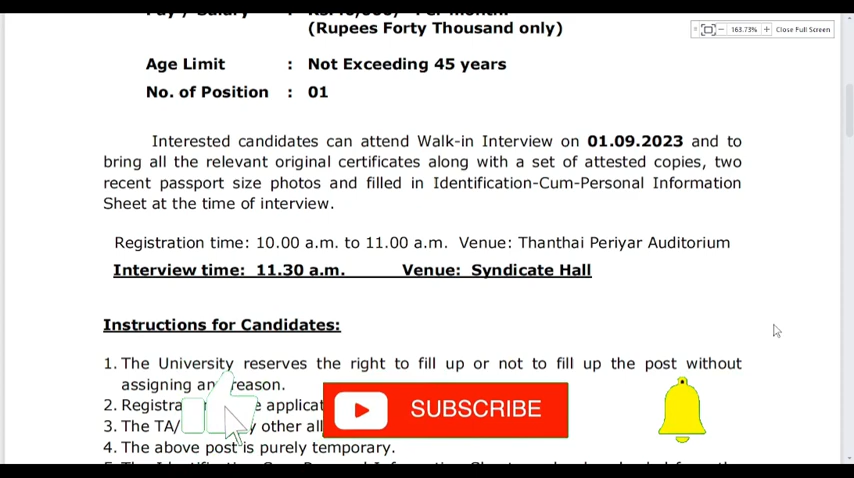 163.73%
Close Full Screen
(Rupees Forty Thousand only)
Age Limit : Not Exceeding 45 years
No. of Position : 01
Interested candidates can attend Walk-in Interview on 01.09.2023 and to
bring all the relevant original certificates along with a set of attested copies, two
recent passport size photos and filled in Identification-Cum-Personal Information
Sheet at the time of interview.
Registration time: 10.00 a.m. to 11.00 a.m. Venue: Thanthai Periyar Auditorium
Interview time: 11.30 a.m. Venue: Syndicate Hall
Instructions for Candidates:
1. The University reserves the right to fill up or not to fill up the post without
assigning any reason.
2.
3. The TA/ other
SUBSCRIBE
4. The above post is purely temporary.